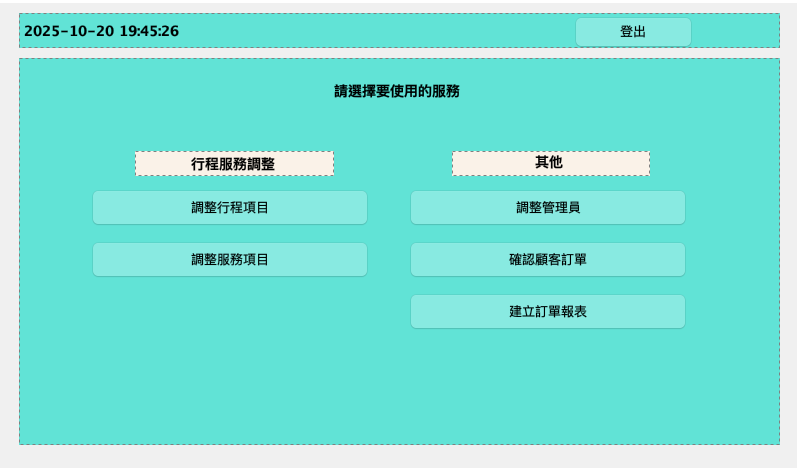 2025-10-20 19:45:26
登出
請選擇要使用的服務
行程服務調整
其他
調整行程項目
調整管理員
調整服務項目
確認顧客訂單
建立訂單報表